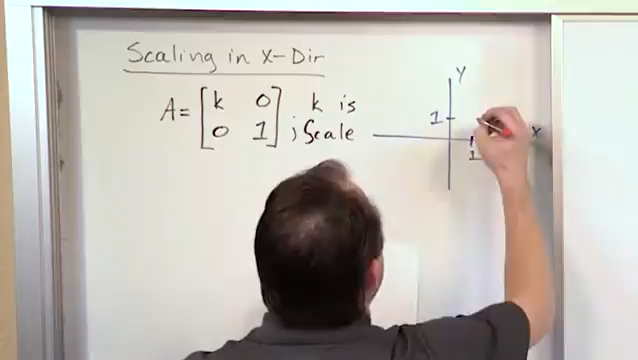 Scaling in X-Dir
A = [k 0
0 1] ; k is
Scale
Y
1
X
1